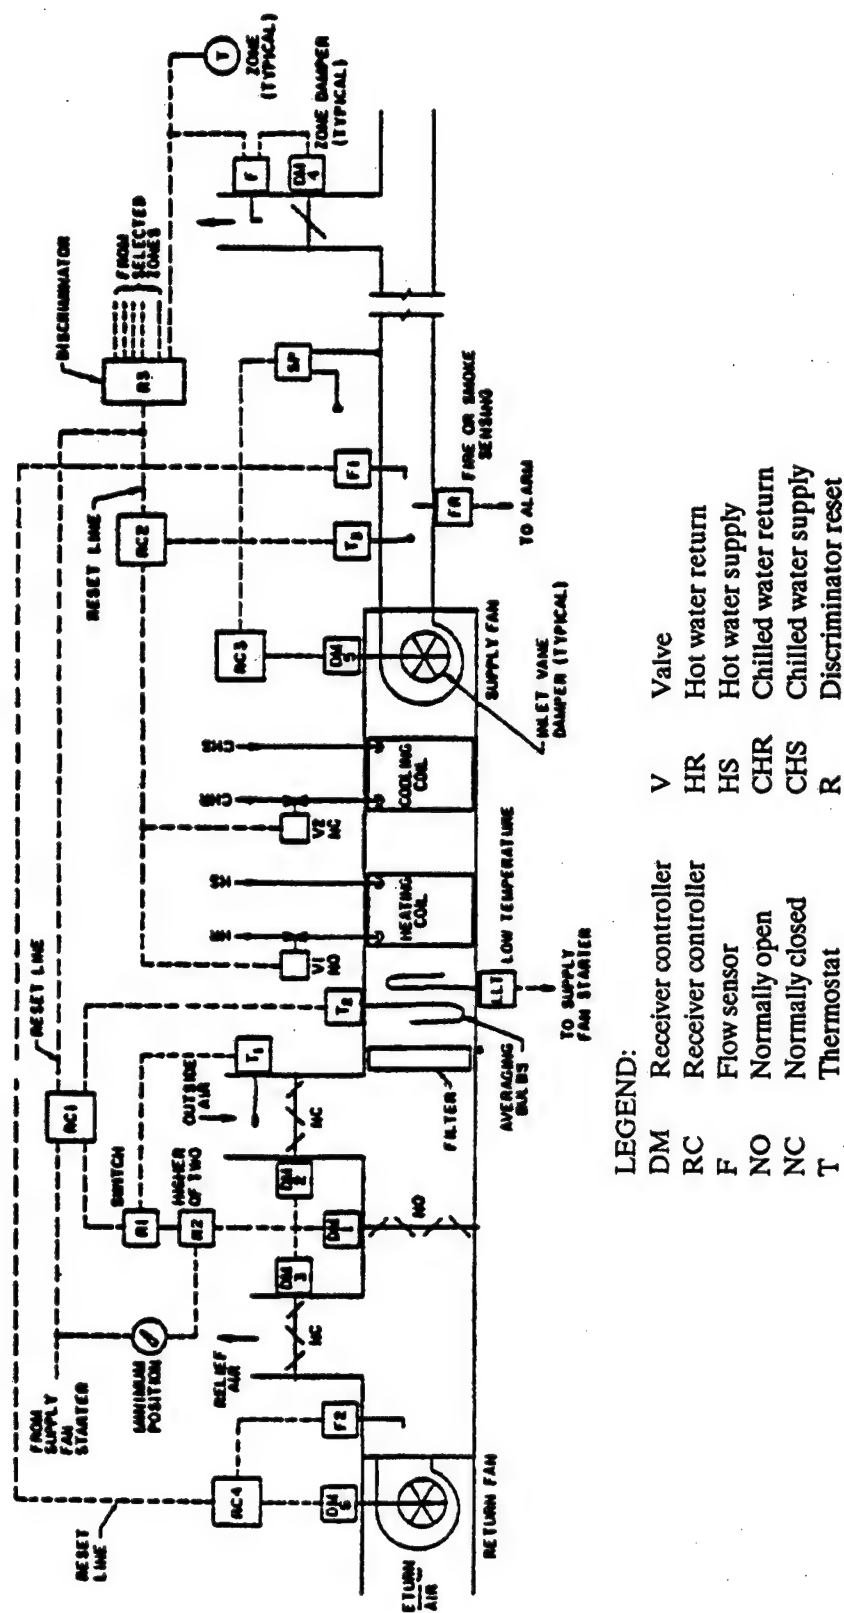 RESET LINE
FROM SUPPLY FAN STARTER
MINIMUM POSITION
RESET LINE
RC1
SWITCH
R1
HIGHER OF TWO
R2
RESET LINE
RC2
DISCRIMINATOR
R3
FROM SELECTED ZONES
T
ZONE (TYPICAL)
ZONE DAMPER (TYPICAL)
F
DM 4
RC4
DM 6
F2
RELIEF AIR
NC
DM 3
DM 2
DM 1
NO
OUTSIDE AIR
NC
T1
T2
V1
NO
HR
HS
V2
NC
CHR
CHS
RC3
DM 5
T3
F1
SP
RETURN FAN
ETURN AIR
FILTER
AVERAGING BULBS
LOW TEMPERATURE
TO SUPPLY FAN STARTER
HEATING COIL
COOLING COIL
SUPPLY FAN
INLET VANE DAMPER (TYPICAL)
FR
FIRE OR SMOKE SENSING
TO ALARM
LEGEND:
DM Receiver controller V Valve
RC Receiver controller HR Hot water return
F Flow sensor HS Hot water supply
NO Normally open CHR Chilled water return
NC Normally closed CHS Chilled water supply
T Thermostat R Discriminator reset